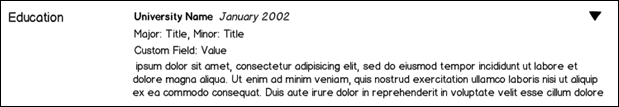 Education
University Name January 2002
Major: Title, Minor: Title
Custom Field: Value
ipsum dolor sit amet, consectetur adipisicing elit, sed do eiusmod tempor incididunt ut labore et
dolore magna aliqua. Ut enim ad minim veniam, quis nostrud exercitation ullamco laboris nisi ut aliquip
ex ea commodo consequat. Duis aute irure dolor in reprehenderit in voluptate velit esse cillum dolore